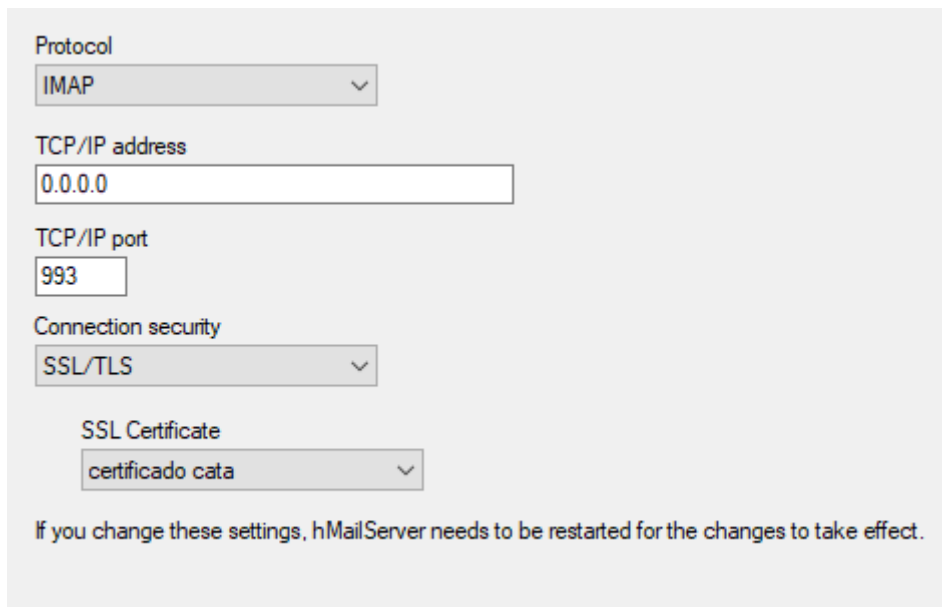 Protocol
IMAP
TCP/IP address
0.0.0.0
TCP/IP port
993
Connection security
SSL/TLS
SSL Certificate
certificado cata
If you change these settings, hMailServer needs to be restarted for the changes to take effect.